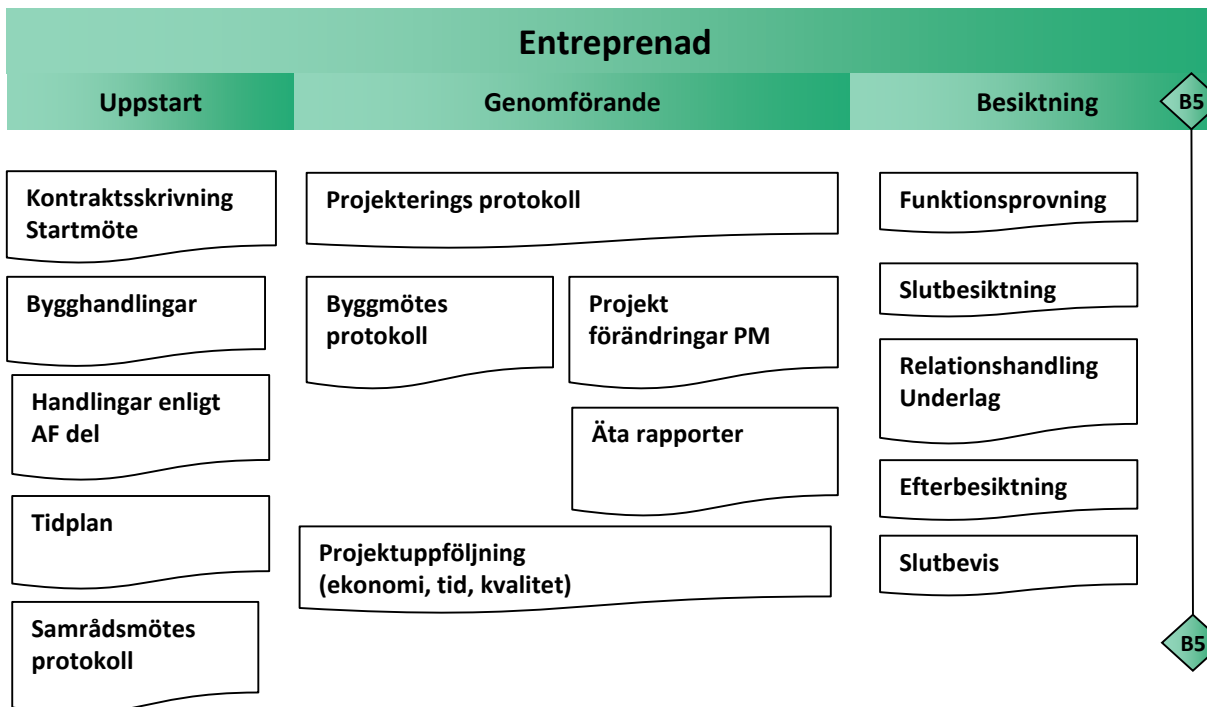 Entreprenad
Uppstart
Genomförande
Besiktning
B5
Kontraktsskrivning
Startmöte
Bygghandlingar
Handlingar enligt
AF del
Tidplan
Samrådsmötes
protokoll
Projekterings protokoll
Byggmötes
protokoll
Projekt
förändringar PM
Äta rapporter
Projektuppföljning
(ekonomi, tid, kvalitet)
Funktionsprovning
Slutbesiktning
Relationshandling
Underlag
Efterbesiktning
Slutbevis
B5